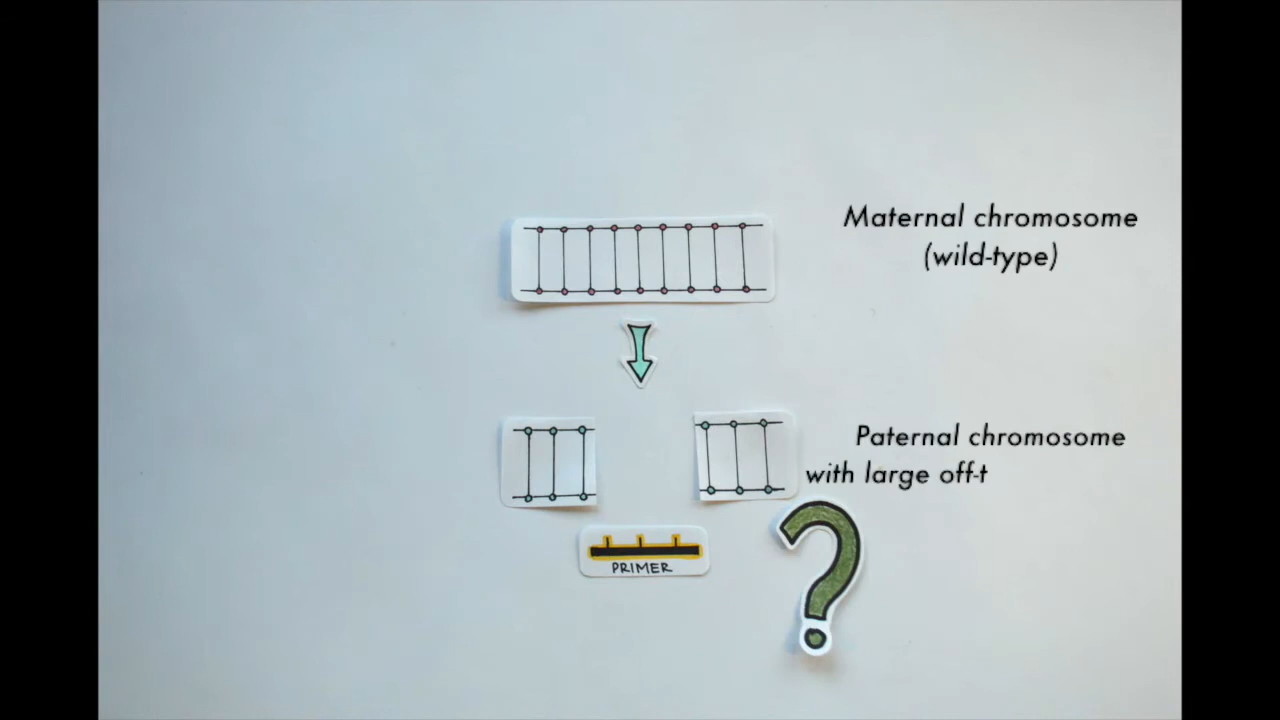 Maternal chromosome
(wild-type)
Paternal chromosome
with large off-t
PRIMER